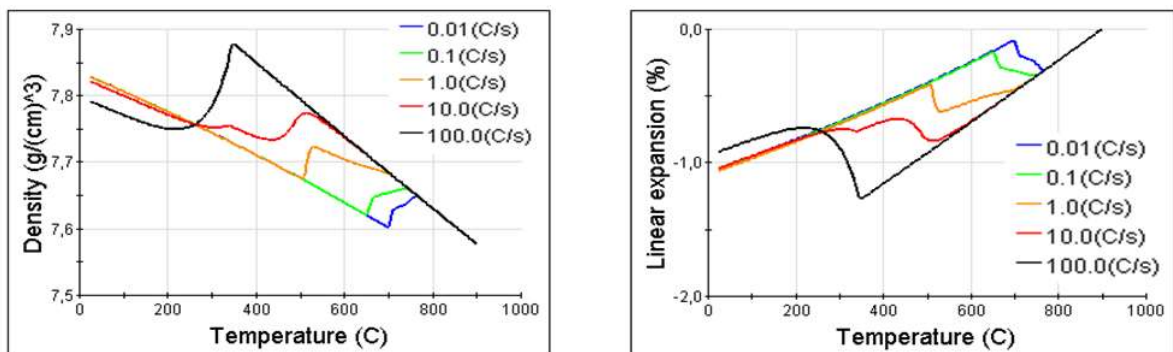 7,9
7,8
7,7
7,6
7,5
Density (g/(cm)^3)
0.01(C/s)
0.1(C/s)
1.0(C/s)
10.0(C/s)
100.0(C/s)
0 200 400 600 800 1000
Temperature (C)
0,0
-1,0
-2,0
Linear expansion (%)
0.01(C/s)
0.1(C/s)
1.0(C/s)
10.0(C/s)
100.0(C/s)
0 200 400 600 800 1000
Temperature (C)